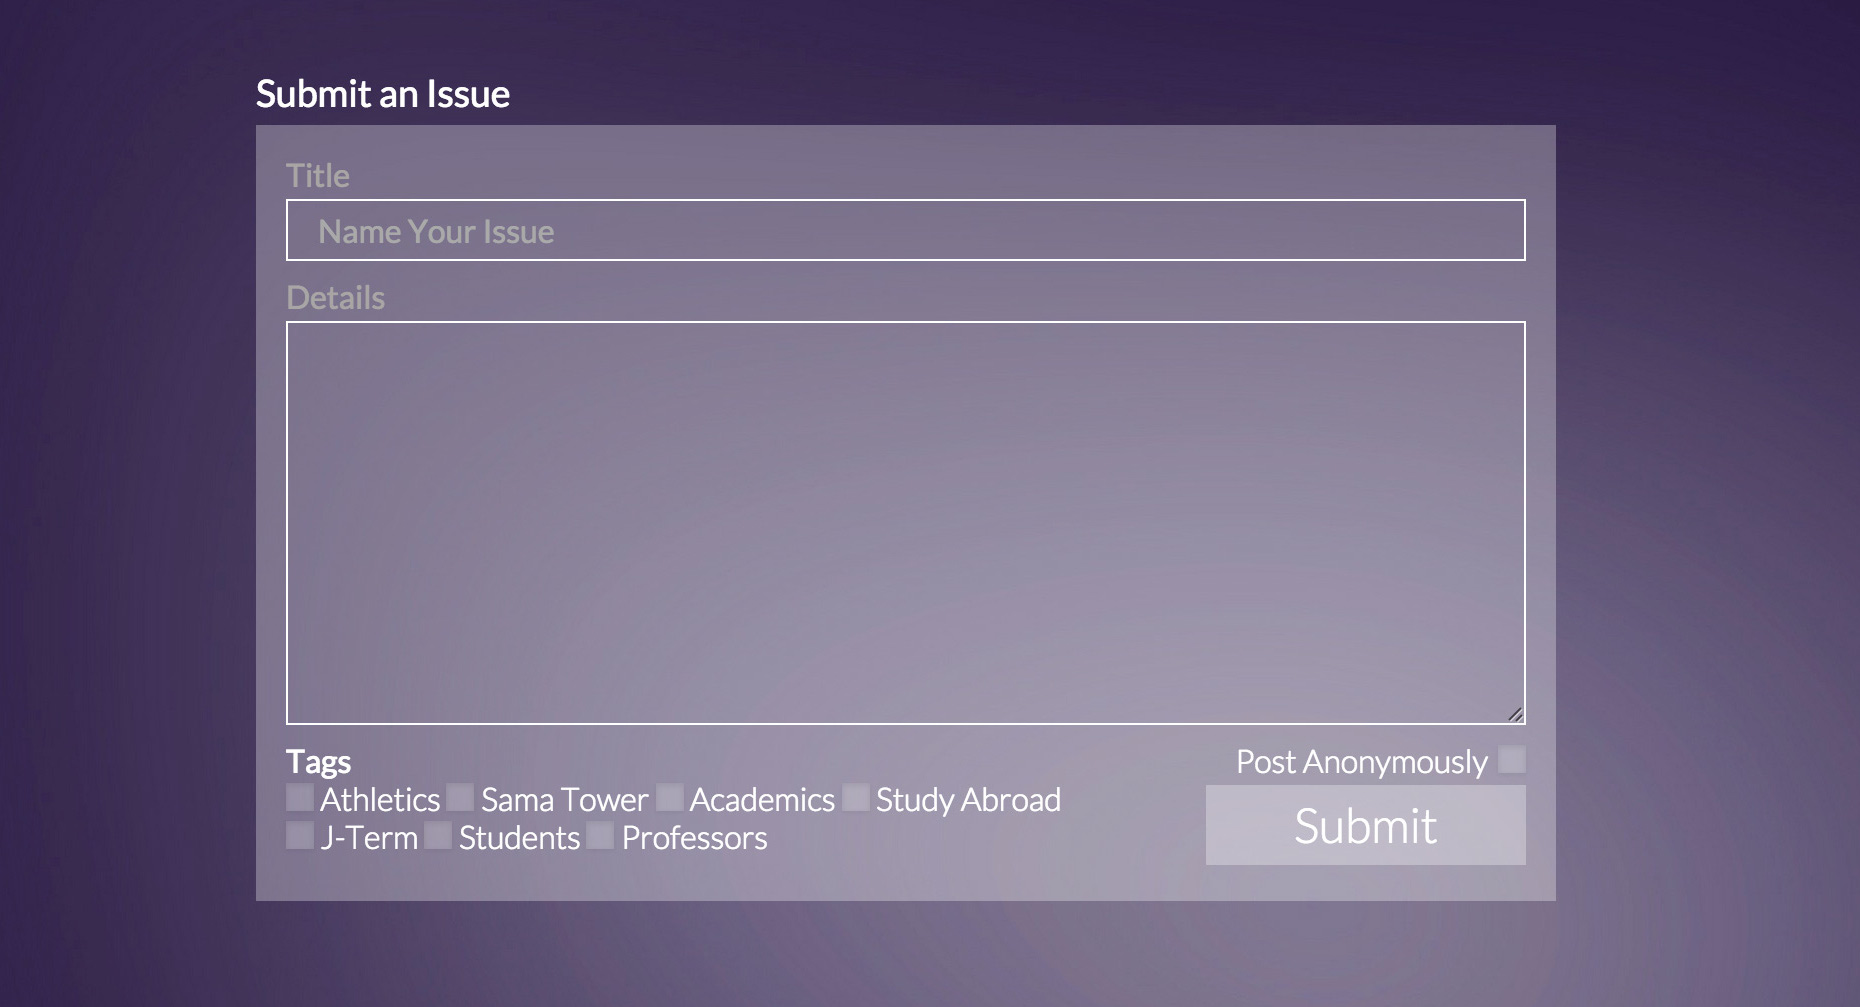 Submit an Issue
Title
Name Your Issue
Details
Tags
Athletics Sama Tower Academics Study Abroad
J-Term Students Professors
Post Anonymously
Submit